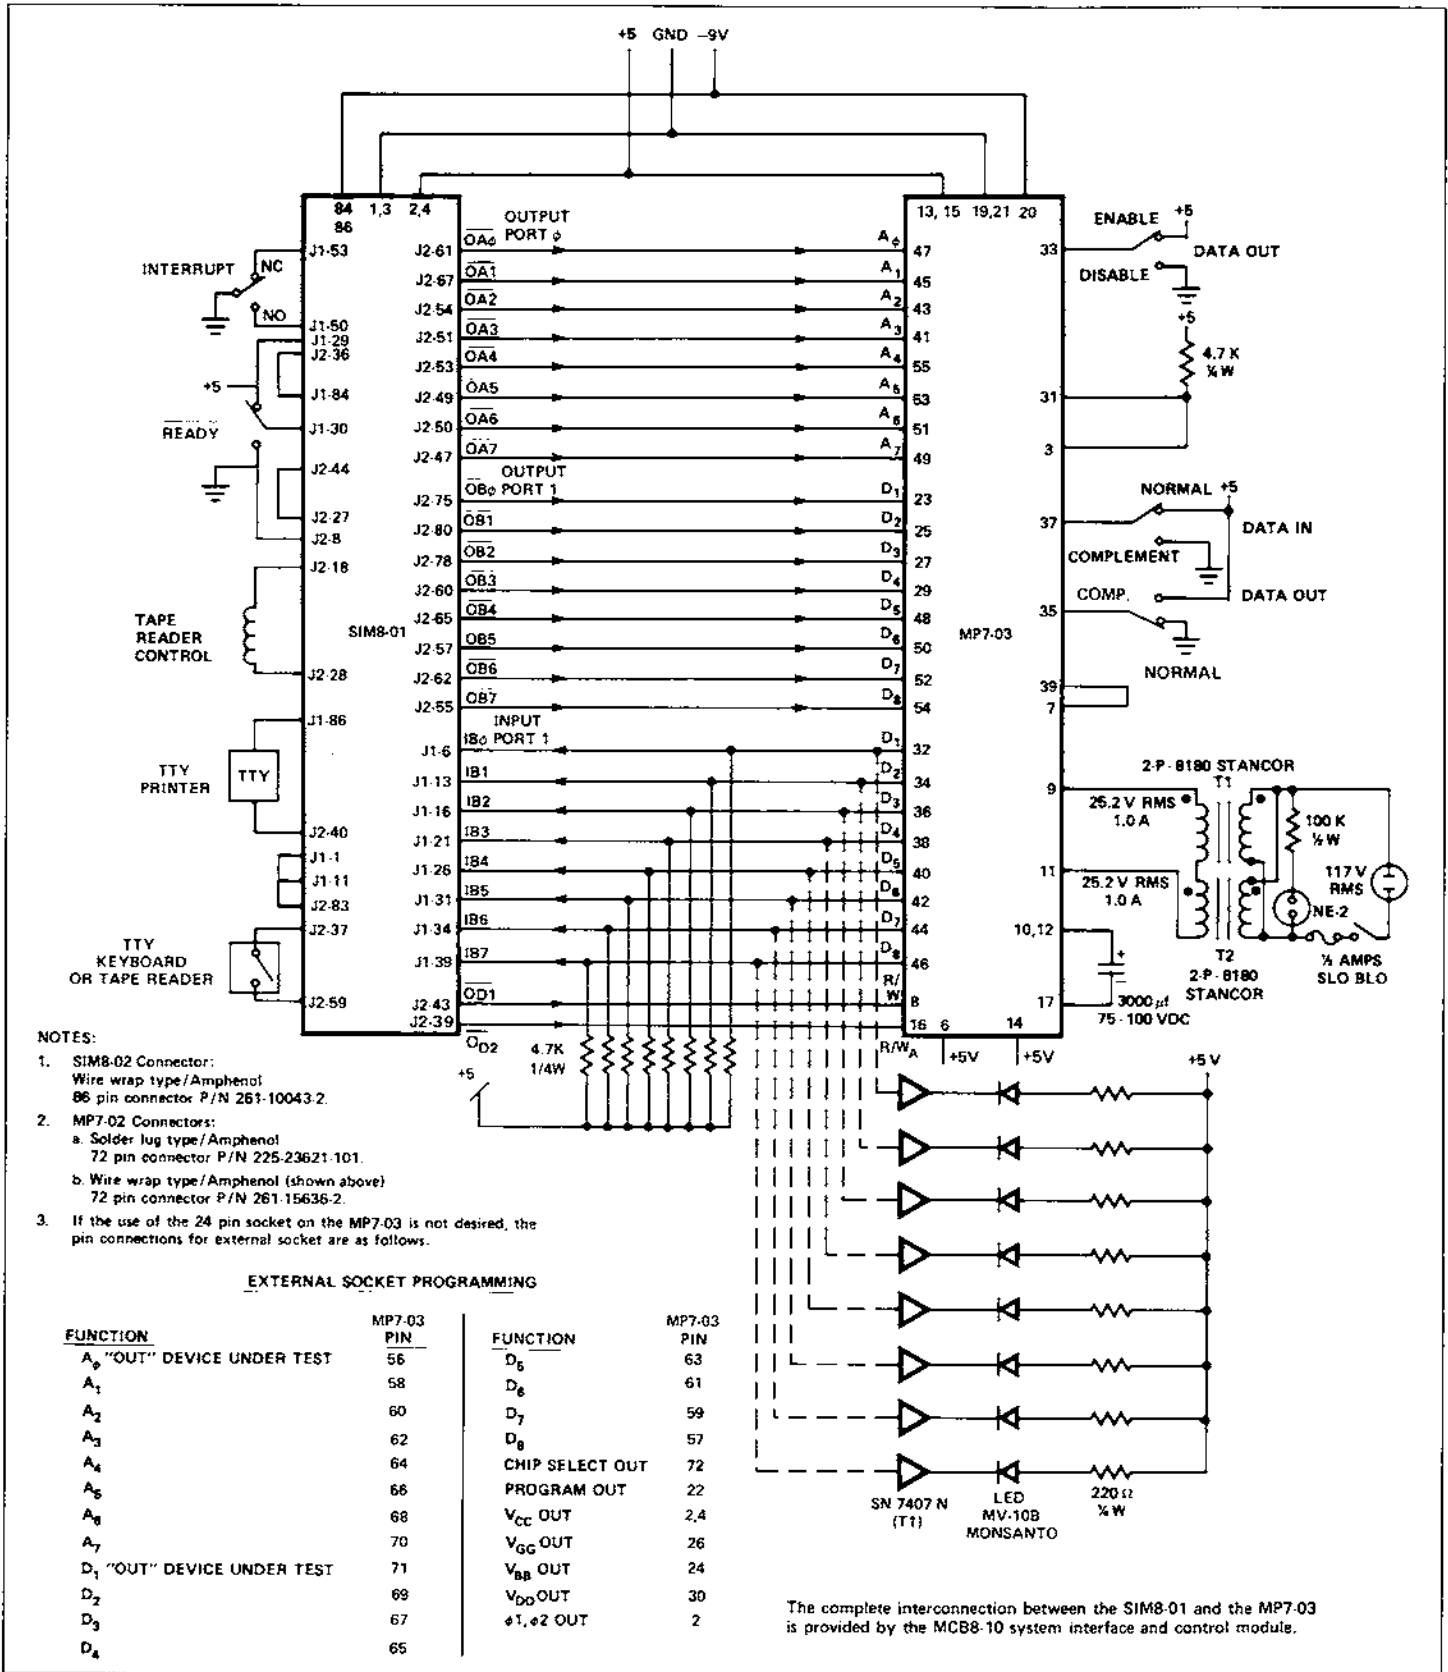 +5 GND -9V
84 1,3 2,4
86
13, 15 19,21 20
INTERRUPT
NC
NO
J1-53
J1-50
J1-29
J2-36
+5
J1-84
READY
J1-30
J2-44
J2-27
J2-8
J2-18
TAPE
READER
CONTROL
J2-28
J1-86
TTY
PRINTER
TTY
J2-40
J1-1
J1-11
J2-83
J2-37
TTY
KEYBOARD
OR TAPE READER
J2-59
SIM8-01
OUTPUT
PORT φ
J2-61 OAφ Aφ 47
J2-67 OA1 A1 45
J2-54 OA2 A2 43
J2-51 OA3 A3 41
J2-53 OA4 A4 55
J2-49 OA5 A5 53
J2-50 OA6 A6 51
J2-47 OA7 A7 49
OUTPUT
PORT 1
J2-75 OBφ D1 23
J2-80 OB1 D2 25
J2-78 OB2 D3 27
J2-60 OB3 D4 29
J2-65 OB4 D5 48
J2-57 OB5 D6 50
J2-62 OB6 D7 52
J2-55 OB7 D8 54
INPUT
PORT 1
J1-6 IBφ D1 32
J1-13 IB1 D2 34
J1-16 IB2 D3 36
J1-21 IB3 D4 38
J1-26 IB4 D5 40
J1-31 IB5 D6 42
J1-34 IB6 D7 44
J1-39 IB7 D8 46
J2-43 OD1 R/W 8
J2-39 OD2 R/WA 16
6 14
+5V +5V
+5
4.7K
1/4W
MP7-03
33
ENABLE +5
DATA OUT
DISABLE
+5
4.7 K
¼ W
31
3
NORMAL +5
37
DATA IN
COMPLEMENT
COMP.
35
DATA OUT
NORMAL
39
7
2-P-8180 STANCOR
T1
9
25.2 V RMS
1.0 A
100 K
½ W
117 V
RMS
11
25.2 V RMS
1.0 A
NE-2
10,12
T2
2-P-8180
STANCOR
½ AMPS
SLO BLO
+
17
3000 μf
75-100 VDC
+5 V
SN 7407 N
(T1)
LED
MV-10B
MONSANTO
220 Ω
¼ W
NOTES:
1. SIM8-02 Connector:
Wire wrap type/Amphenol
86 pin connector P/N 261-10043-2.
2. MP7-02 Connectors:
a. Solder lug type/Amphenol
72 pin connector P/N 225-23621-101.
b. Wire wrap type/Amphenol (shown above)
72 pin connector P/N 261-15636-2.
3. If the use of the 24 pin socket on the MP7-03 is not desired, the
pin connections for external socket are as follows.
EXTERNAL SOCKET PROGRAMMING
FUNCTION MP7-03 PIN
Aφ "OUT" DEVICE UNDER TEST 56
A1 58
A2 60
A3 62
A4 64
A5 66
A6 68
A7 70
D1 "OUT" DEVICE UNDER TEST 71
D2 69
D3 67
D4 65
FUNCTION MP7-03 PIN
D5 63
D6 61
D7 59
D8 57
CHIP SELECT OUT 72
PROGRAM OUT 22
VCC OUT 2,4
VGG OUT 26
VBB OUT 24
VDD OUT 30
φ1, φ2 OUT 2
The complete interconnection between the SIM8-01 and the MP7-03
is provided by the MCB8-10 system interface and control module.